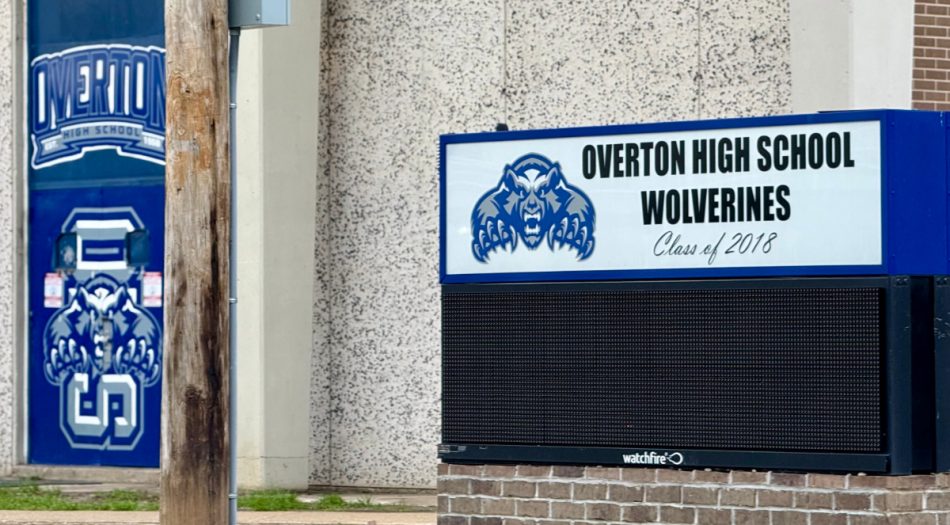 OVERTON
HIGH SCHOOL
OVERTON HIGH SCHOOL
WOLVERINES
Class of 2018
watchfire